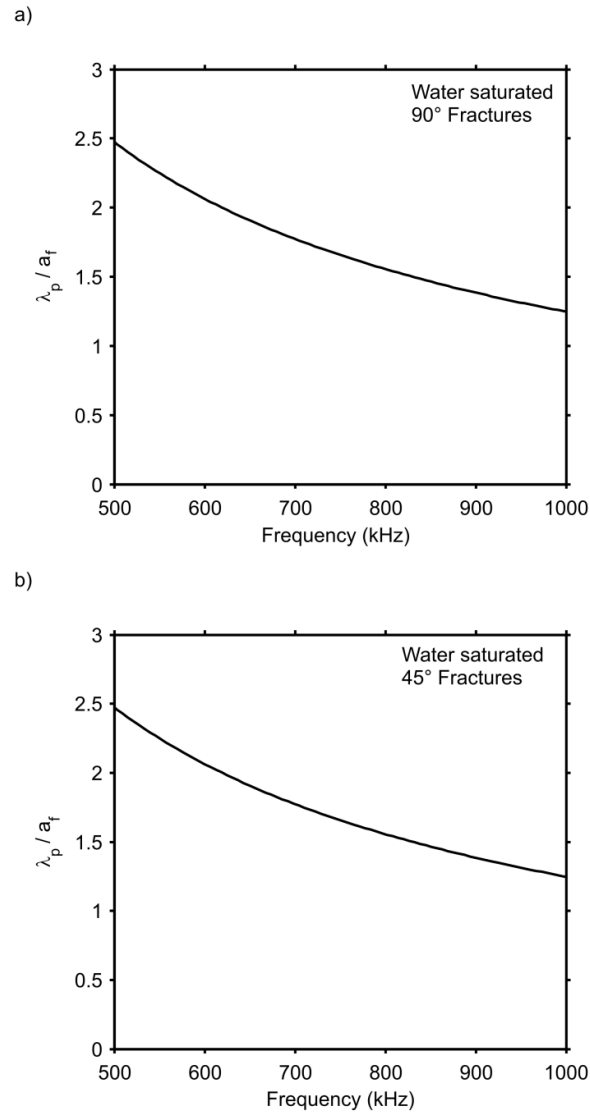 a)
3
2.5
2
1.5
1
0.5
0
λp / af
Water saturated
90° Fractures
500 600 700 800 900 1000
Frequency (kHz)
b)
3
2.5
2
1.5
1
0.5
0
λp / af
Water saturated
45° Fractures
500 600 700 800 900 1000
Frequency (kHz)